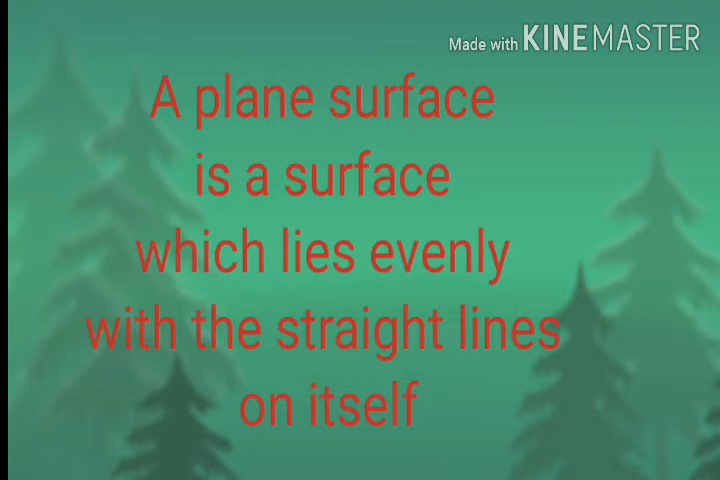 Made with KINEMASTER
A plane surface
is a surface
which lies evenly
with the straight lines
on itself